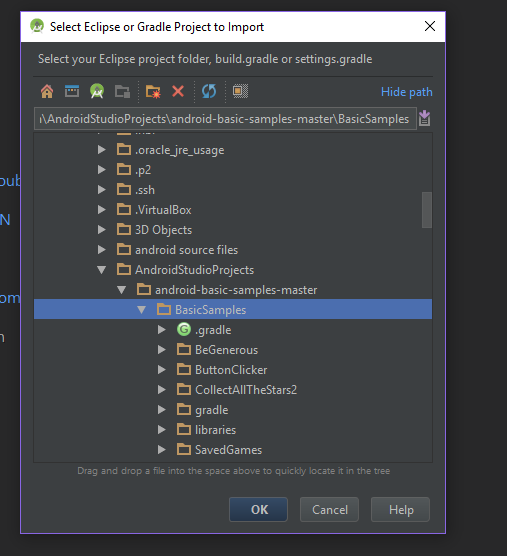 Select Eclipse or Gradle Project to Import
Select your Eclipse project folder, build.gradle or settings.gradle
Hide path
\AndroidStudioProjects\android-basic-samples-master\BasicSamples
.oracle_jre_usage
.p2
.ssh
.VirtualBox
3D Objects
android source files
AndroidStudioProjects
android-basic-samples-master
BasicSamples
G .gradle
BeGenerous
ButtonClicker
CollectAllTheStars2
gradle
libraries
SavedGames
Drag and drop a file into the space above to quickly locate it in the tree
OK Cancel Help
oub
N
om
n